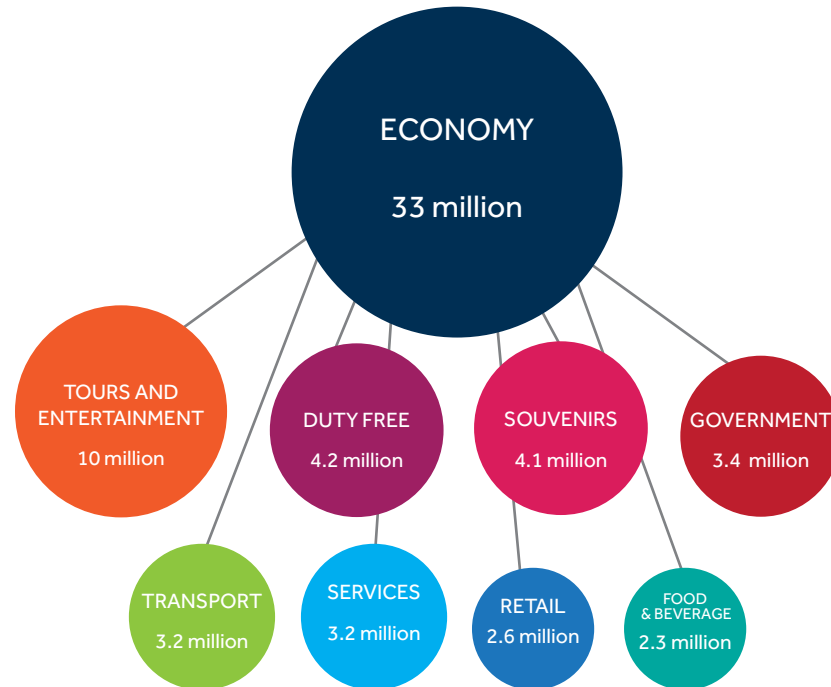 ECONOMY
33 million
TOURS AND
ENTERTAINMENT
10 million
DUTY FREE
4.2 million
SOUVENIRS
4.1 million
GOVERNMENT
3.4 million
TRANSPORT
3.2 million
SERVICES
3.2 million
RETAIL
2.6 million
FOOD
& BEVERAGE
2.3 million